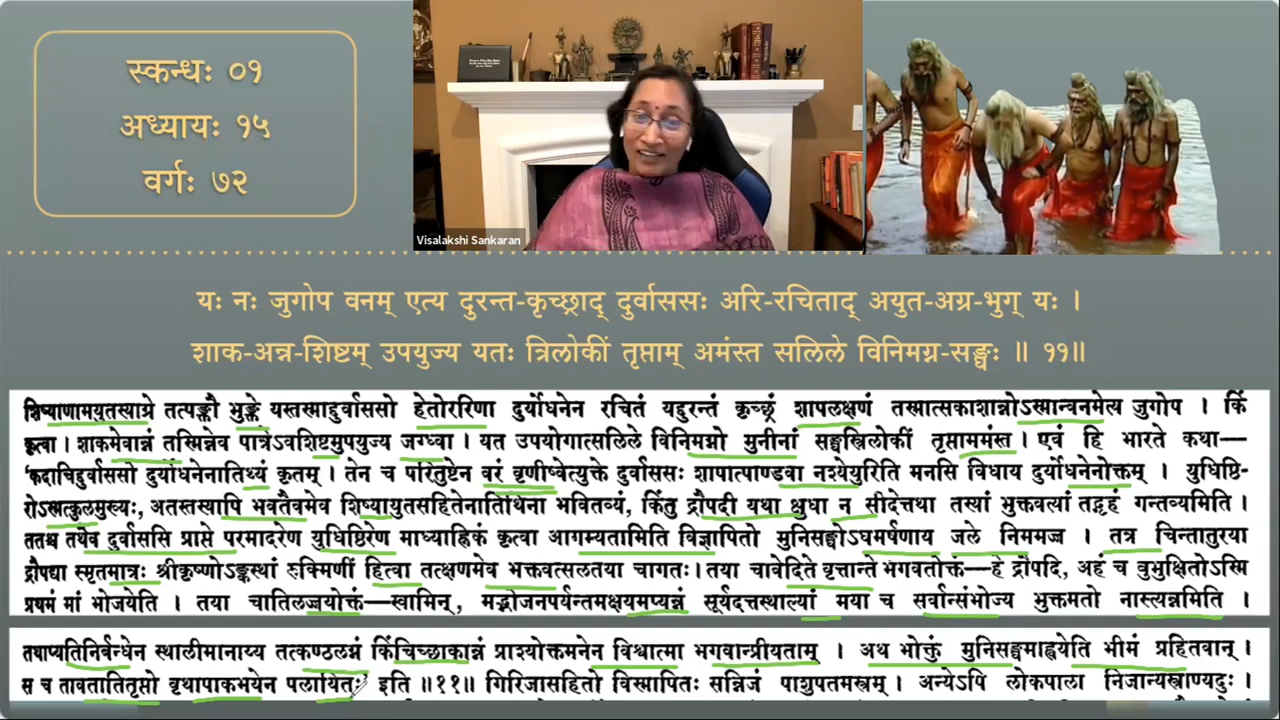 स्कन्धः ०१
अध्यायः १५
वर्गः ७२
Visalakshi Sankaran
यः नः जुगोप वनम् एत्य दुरन्त-कृच्छ्राद् दुर्वाससः अरि-रचिताद् अयुत-अग्र-भुग् यः ।
शाक-अन्न-शिष्टम् उपयुज्य यतः त्रिलोकीं तृप्ताम् अमंस्त सलिले विनिमग्न-सङ्घः ॥ ११॥
शिष्याणामयुतस्याग्रे तत्पङ्क्तौ भुङ्क्ते यस्तस्माद्दुर्वाससो हेतोररिणा दुर्योधनेन रचितं यद्दुरन्तं कृच्छ्रं शापलक्षणं तस्मात्सकाशान्नोऽस्मान्वनमेत्य जुगोप । किं
कृत्वा । शाकमेवान्नं तस्मिन्नेव पात्रेऽवशिष्टमुपयुज्य जग्ध्वा । यत उपयोगात्सलिले विनिमग्नो मुनीनां सङ्घस्त्रिलोकीं तृप्ताममंस्त । एवं हि भारते कथा—
'कदाचिद्दुर्वाससो दुर्योधनेनातिथ्यं कृतम् । तेन च परितुष्टेन वरं वृणीष्वेत्युक्ते दुर्वाससः शापात्पाण्डवा नश्येयुरिति मनसि विधाय दुर्योधनेनोक्तम् । युधिष्ठि-
रोऽस्मत्कुलमुख्यः, अतस्तस्यापि भवतैवमेव शिष्यायुतसहितेनातिथिना भवितव्यं, किंतु द्रौपदी यथा क्षुधा न सीदेत्तथा तस्यां भुक्तवत्यां तद्गृहं गन्तव्यमिति ।
ततश्च तथैव दुर्वाससि प्राप्ते परमादरेण युधिष्ठिरेण माध्याह्निकं कृत्वा आगम्यतामिति विज्ञापितो मुनिसङ्घोऽघमर्षणाय जले निममज्ज । तत्र चिन्तातुरया
द्रौपद्या स्मृतमात्रः श्रीकृष्णोऽङ्कस्थां रुक्मिणीं हित्वा तत्क्षणमेव भक्तवत्सलतया चागतः। तया चावेदिते वृत्तान्ते भगवतोक्तं—हे द्रौपदि, अहं च बुभुक्षितोऽस्मि
प्रथमं मां भोजयेति । तया चातिलज्जयोक्तं—स्वामिन्, मद्भोजनपर्यन्तमक्षयमप्यन्नं सूर्यदत्तस्थाल्यां मया च सर्वान्संभोज्य भुक्तमतो नास्त्यन्नमिति ।
तथाप्यतिनिर्बन्धेन स्थालीमानाय्य तत्कण्ठलग्नं किंचिच्छाकान्नं प्राश्योक्तमनेन विश्वात्मा भगवान्प्रीयताम् । अथ भोक्तुं मुनिसङ्घमाह्वयेति भीमं प्रहितवान् ।
स च तावतातितृप्तो वृथापाकभयेन पलायितः' इति ॥११॥ गिरिजासहितो विस्मापितः सन्निजं पाशुपतमस्त्रम् । अन्येऽपि लोकपाला निजान्यस्त्राण्यदुः ।